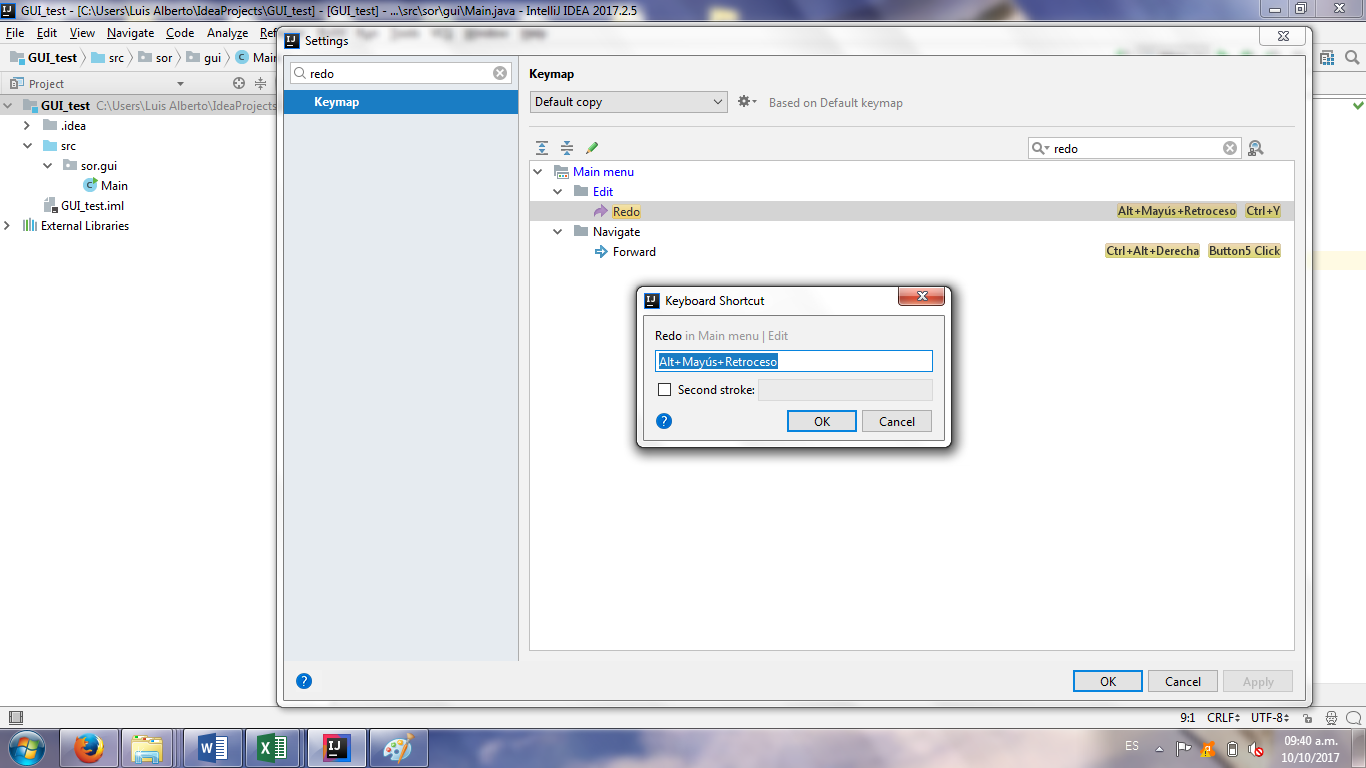 GUI_test - [C:\Users\Luis Alberto\IdeaProjects\GUI_test] - [GUI_test] - ...\src\sor\gui\Main.java - IntelliJ IDEA 2017.2.5
File Edit View Navigate Code Analyze
Settings
GUI_test src sor gui
Project
GUI_test C:\Users\Luis Alberto\IdeaProjects
.idea
src
sor.gui
Main
GUI_test.iml
External Libraries
redo
Keymap
Keymap
Default copy Based on Default keymap
redo
Main menu
Edit
Redo Alt+Mayús+Retroceso Ctrl+Y
Navigate
Forward Ctrl+Alt+Derecha Button5 Click
Keyboard Shortcut
Redo in Main menu | Edit
Alt+Mayús+Retroceso
Second stroke:
OK Cancel
OK Cancel Apply
9:1 CRLF UTF-8
ES 09:40 a.m.
10/10/2017